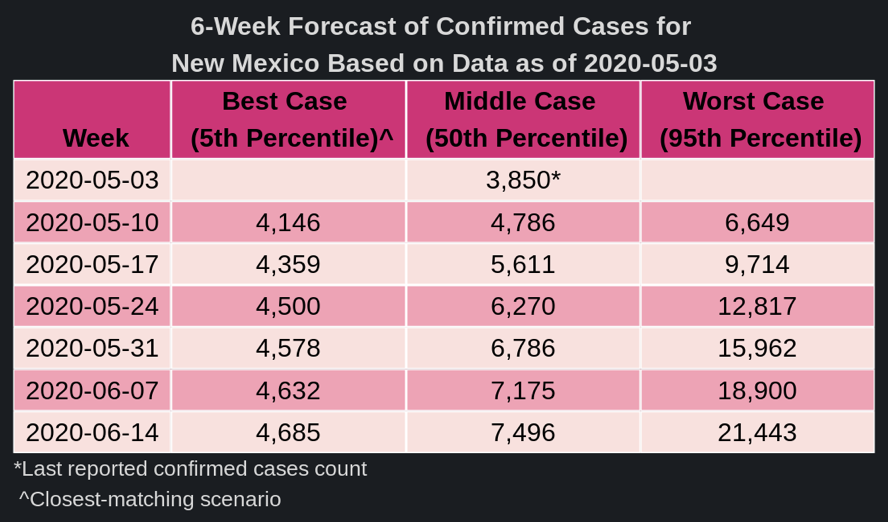 6-Week Forecast of Confirmed Cases for
New Mexico Based on Data as of 2020-05-03
Week Best Case (5th Percentile)^ Middle Case (50th Percentile) Worst Case (95th Percentile)
2020-05-03 3,850*
2020-05-10 4,146 4,786 6,649
2020-05-17 4,359 5,611 9,714
2020-05-24 4,500 6,270 12,817
2020-05-31 4,578 6,786 15,962
2020-06-07 4,632 7,175 18,900
2020-06-14 4,685 7,496 21,443
*Last reported confirmed cases count
^Closest-matching scenario